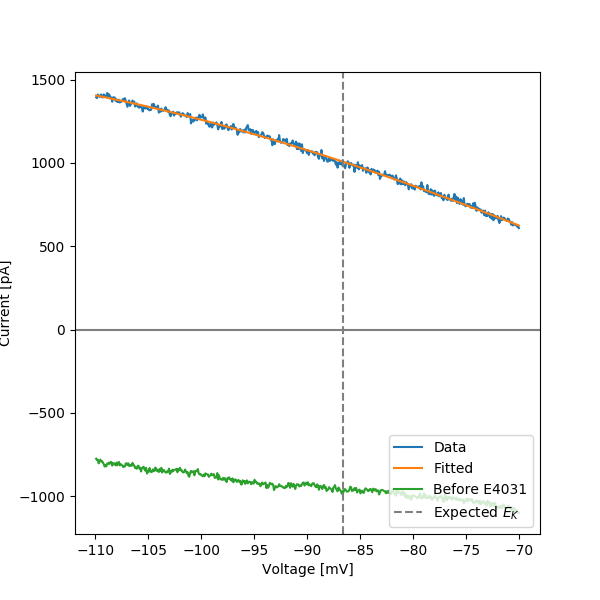 1500
1000
500
0
−500
−1000
Current [pA]
−110
−105
−100
−95
−90
−85
−80
−75
−70
Voltage [mV]
Data
Fitted
Before E4031
Expected E_K